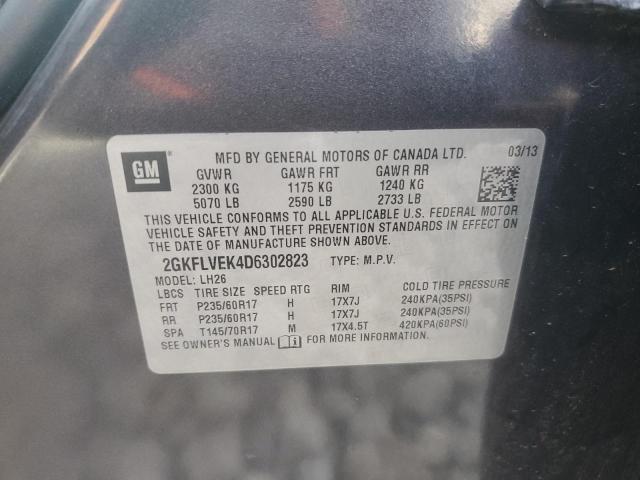 GM
MFD BY GENERAL MOTORS OF CANADA LTD. 03/13
GVWR GAWR FRT GAWR RR
2300 KG 1175 KG 1240 KG
5070 LB 2590 LB 2733 LB
THIS VEHICLE CONFORMS TO ALL APPLICABLE U.S. FEDERAL MOTOR
VEHICLE SAFETY AND THEFT PREVENTION STANDARDS IN EFFECT ON
THE DATE OF MANUFACTURE SHOWN ABOVE.
2GKFLVEK4D6302823 TYPE: M.P.V.
MODEL: LH26
LBCS TIRE SIZE SPEED RTG RIM COLD TIRE PRESSURE
FRT P235/60R17 H 17X7J 240KPA(35PSI)
RR P235/60R17 H 17X7J 240KPA(35PSI)
SPA T145/70R17 M 17X4.5T 420KPA(60PSI)
SEE OWNER'S MANUAL FOR MORE INFORMATION